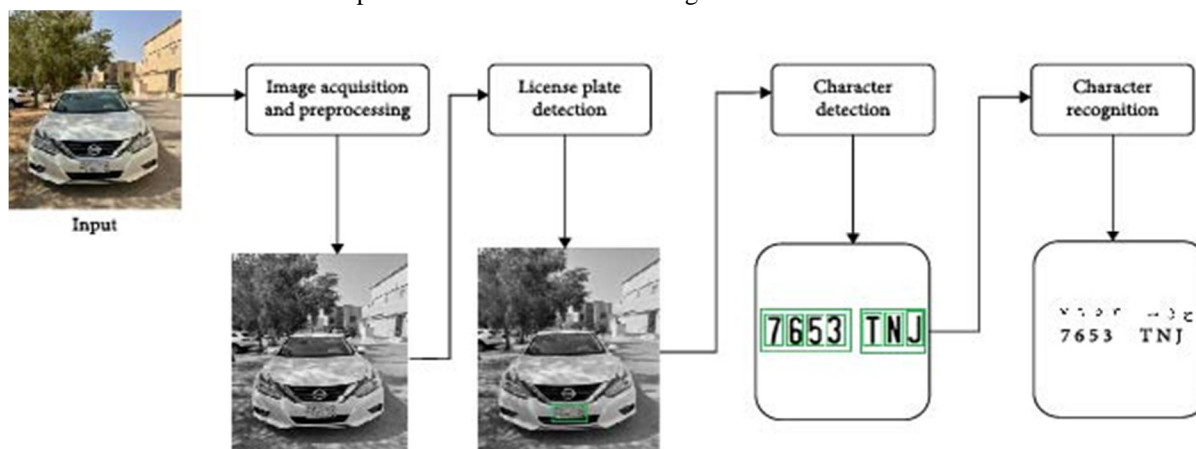 Image acquisition
and preprocessing
License plate
detection
Character
detection
Character
recognition
Input
7653 TNJ
7653 TNJ